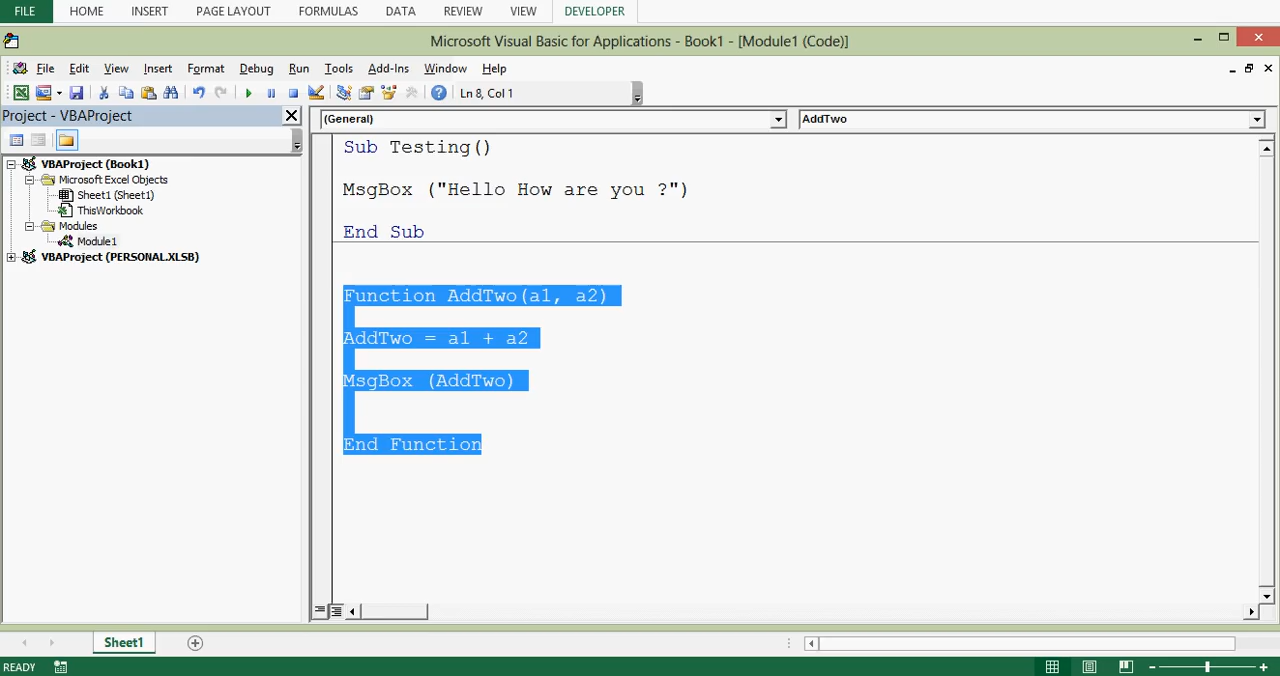 FILE HOME INSERT PAGE LAYOUT FORMULAS DATA REVIEW VIEW DEVELOPER
Microsoft Visual Basic for Applications - Book1 - [Module1 (Code)]
File Edit View Insert Format Debug Run Tools Add-Ins Window Help
Ln 8, Col 1
Project - VBAProject
(General) AddTwo
VBAProject (Book1)
Microsoft Excel Objects
Sheet1 (Sheet1)
ThisWorkbook
Modules
Module1
VBAProject (PERSONAL.XLSB)
Sub Testing()
MsgBox ("Hello How are you ?")
End Sub
Function AddTwo(a1, a2)
AddTwo = a1 + a2
MsgBox (AddTwo)
End Function
Sheet1
READY